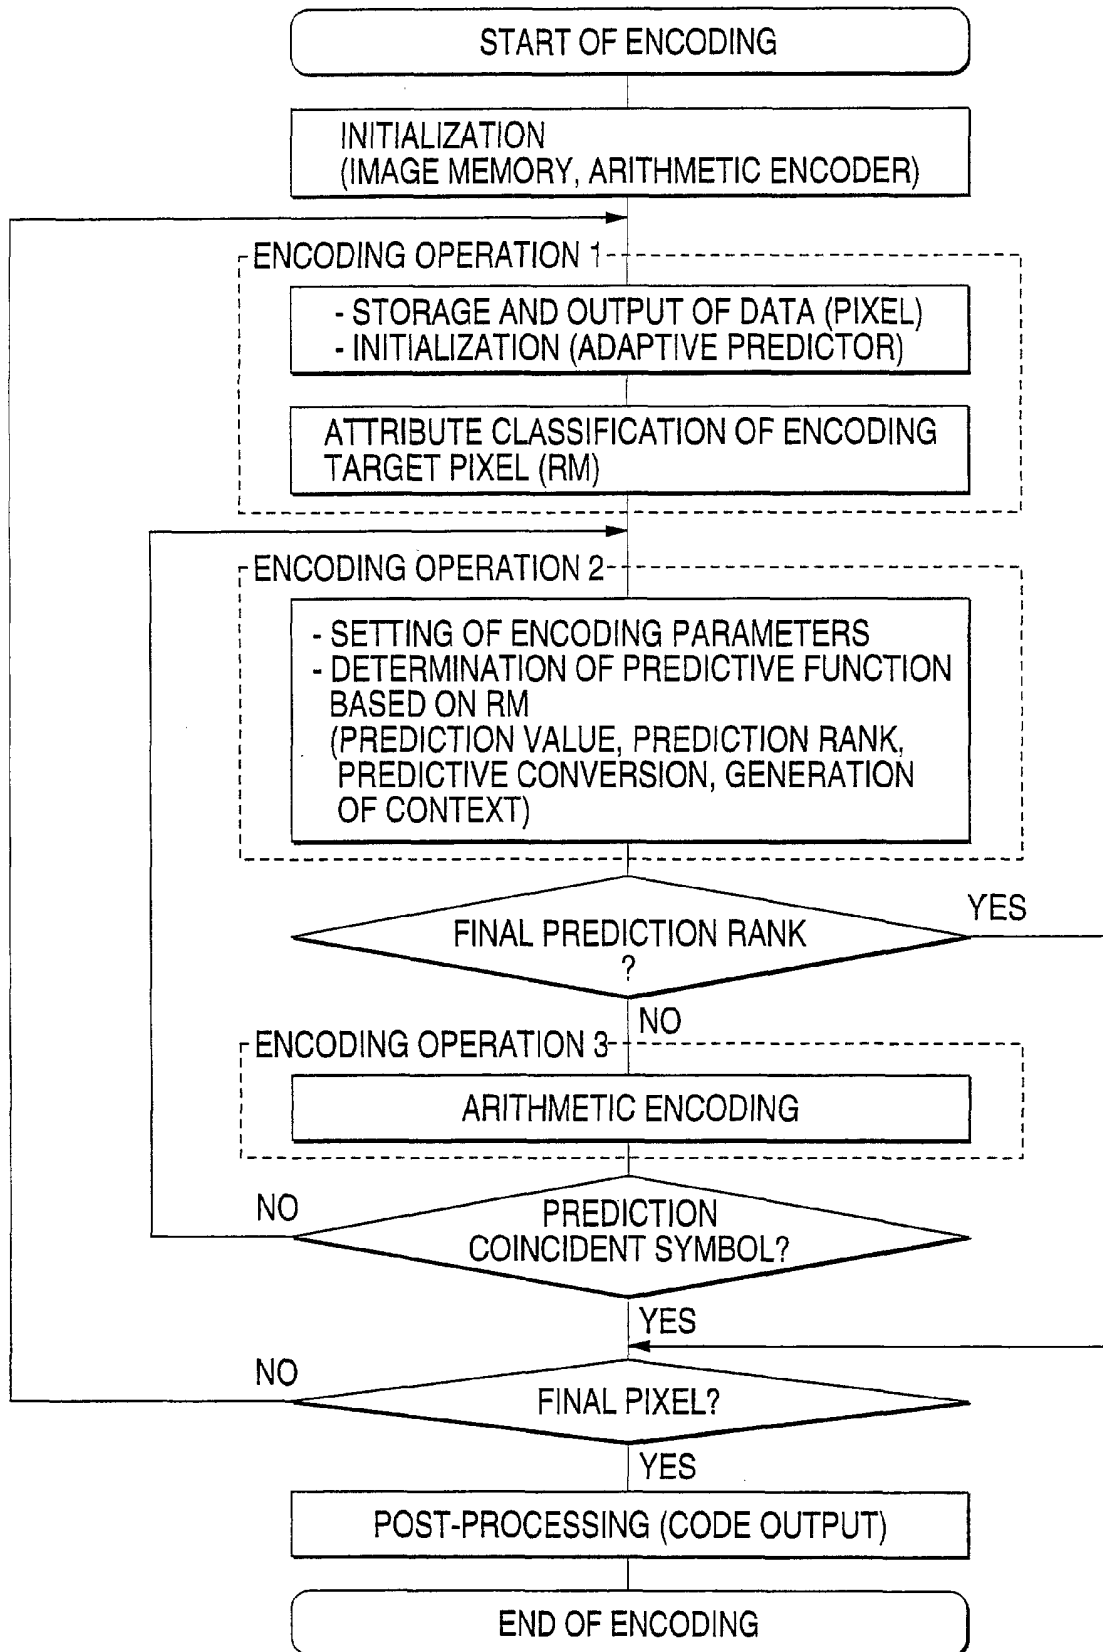 START OF ENCODING
INITIALIZATION
(IMAGE MEMORY, ARITHMETIC ENCODER)
ENCODING OPERATION 1
- STORAGE AND OUTPUT OF DATA (PIXEL)
- INITIALIZATION (ADAPTIVE PREDICTOR)
ATTRIBUTE CLASSIFICATION OF ENCODING
TARGET PIXEL (RM)
ENCODING OPERATION 2
- SETTING OF ENCODING PARAMETERS
- DETERMINATION OF PREDICTIVE FUNCTION
BASED ON RM
(PREDICTION VALUE, PREDICTION RANK,
PREDICTIVE CONVERSION, GENERATION
OF CONTEXT)
YES
FINAL PREDICTION RANK
?
NO
ENCODING OPERATION 3
ARITHMETIC ENCODING
NO
PREDICTION
COINCIDENT SYMBOL?
YES
NO
FINAL PIXEL?
YES
POST-PROCESSING (CODE OUTPUT)
END OF ENCODING